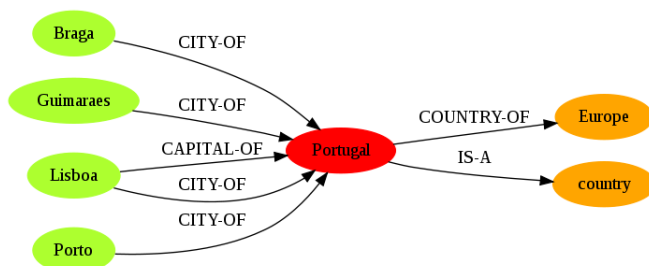 Braga
CITY-OF
Guimaraes
CITY-OF
CAPITAL-OF
Lisboa
CITY-OF
CITY-OF
Porto
Portugal
COUNTRY-OF
Europe
IS-A
country